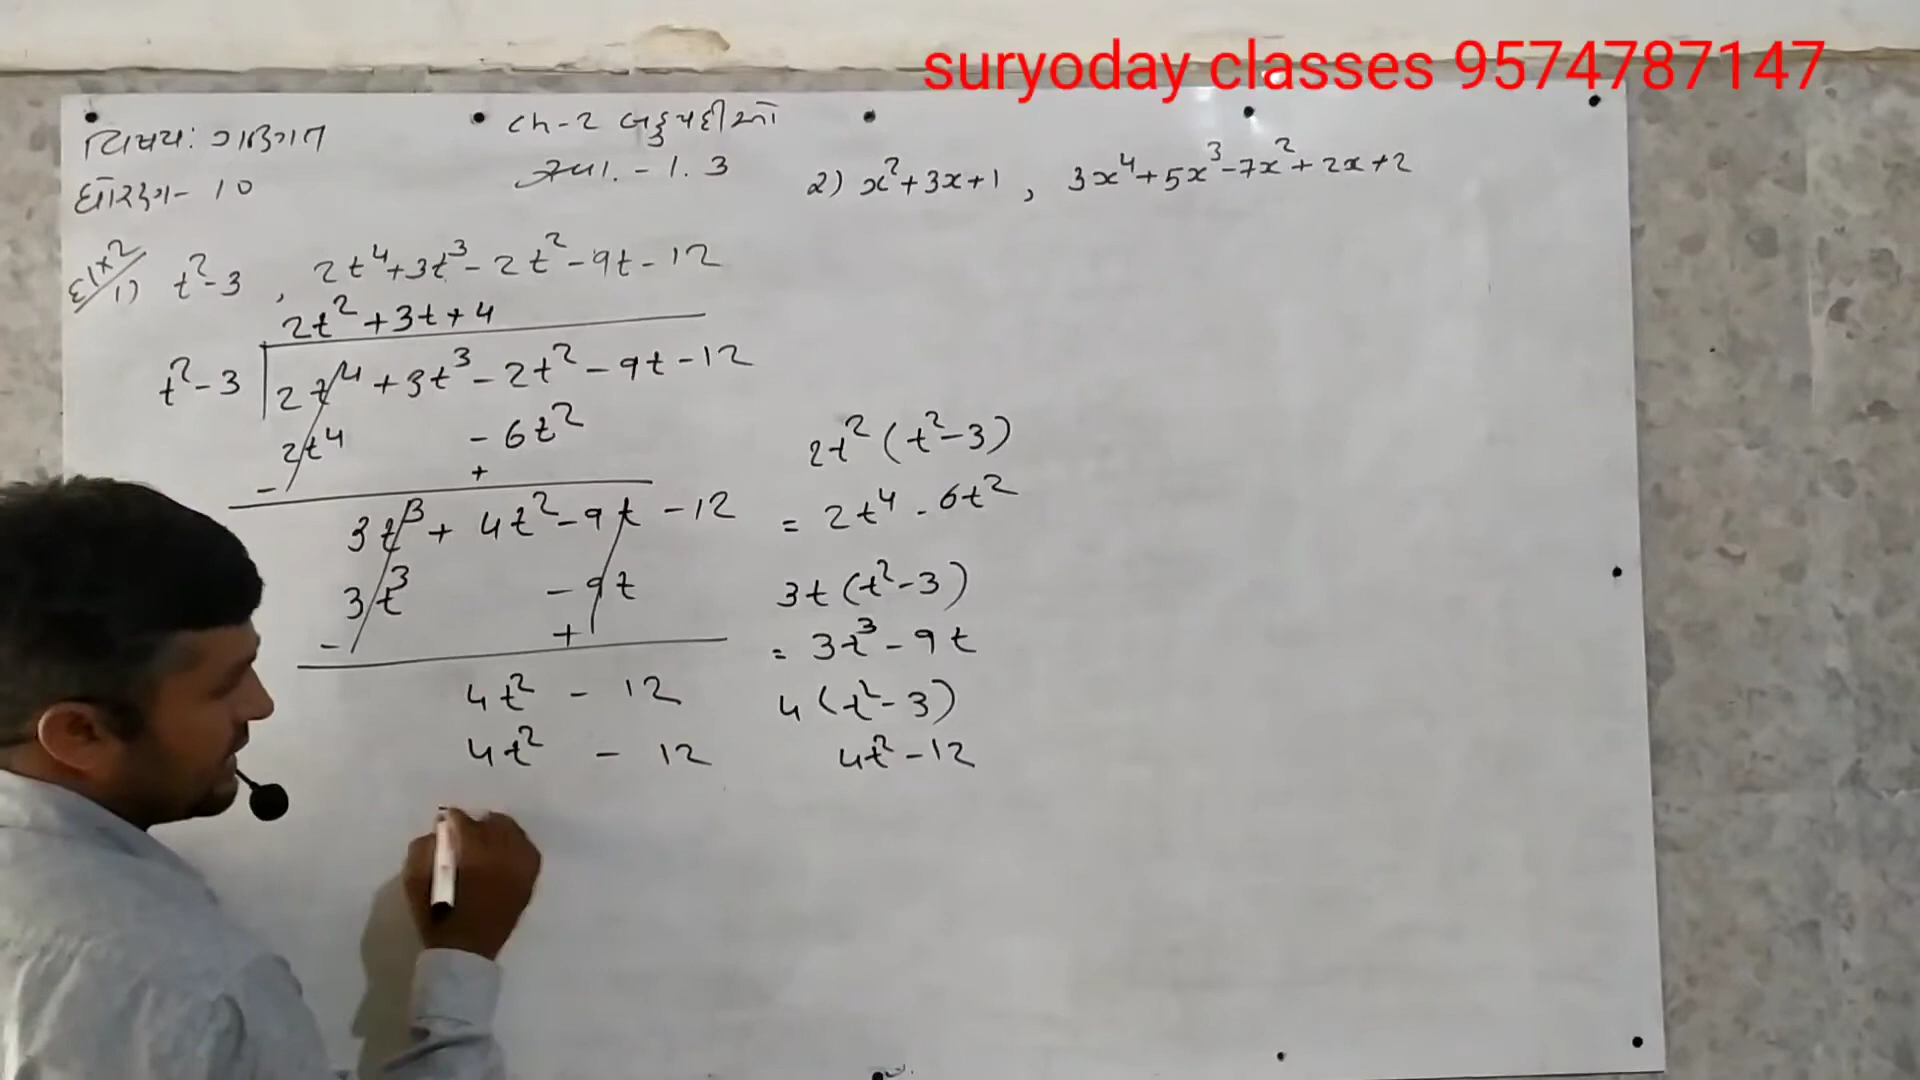 suryoday classes 9574787147
વિષય: ગણિત
ધોરણ - 10
ch-2 બહુપદીઓ
સ્વા. - 1.3
2) x²+3x+1 , 3x⁴+5x³-7x²+2x+2
1) t²-3 , 2t⁴+3t³-2t²-9t-12
2t²+3t+4
t²-3 2t⁴+3t³-2t²-9t-12
2t⁴ -6t²
- +
3t³+4t²-9t-12
3t³ -9t
- +
4t² - 12
4t² - 12
2t²(t²-3)
= 2t⁴-6t²
3t(t²-3)
= 3t³-9t
4(t²-3)
4t²-12